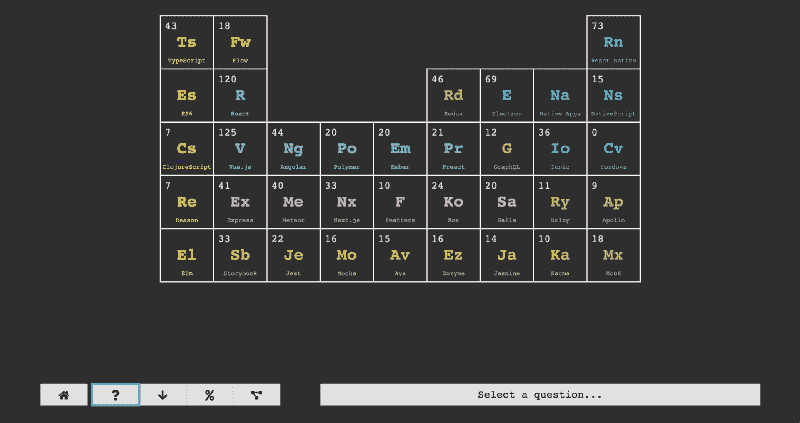 43 18 73
Ts Fw Rn
TypeScript Flow React Native
120 46 69 15
Es R Rd E Na Ns
ES6 React Redux Electron Native Apps NativeScript
7 125 44 20 20 21 12 36 0
Cs V Ng Po Em Pr G Io Cv
ClojureScript Vue.js Angular Polymer Ember Preact GraphQL Ionic Cordova
7 41 40 33 10 24 20 11 9
Re Ex Me Nx F Ko Sa Ry Ap
Reason Express Meteor Next.js Feathers Koa Sails Relay Apollo
33 22 16 15 16 14 10 18
El Sb Je Mo Av Ez Ja Ka Mx
Elm Storybook Jest Mocha Ava Enzyme Jasmine Karma MobX
? % Select a question...